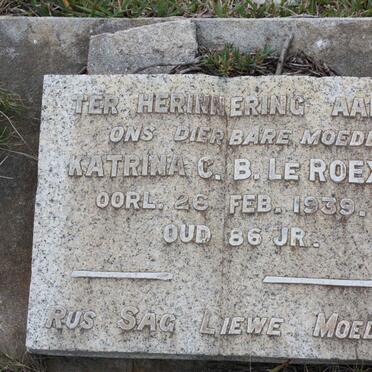 TER HERINNERING AAN
ONS DIERBARE MOEDER
KATRINA C. B. LE ROEX
OORL. 26 FEB. 1939.
OUD 86 JR.
RUS SAG LIEWE MOED